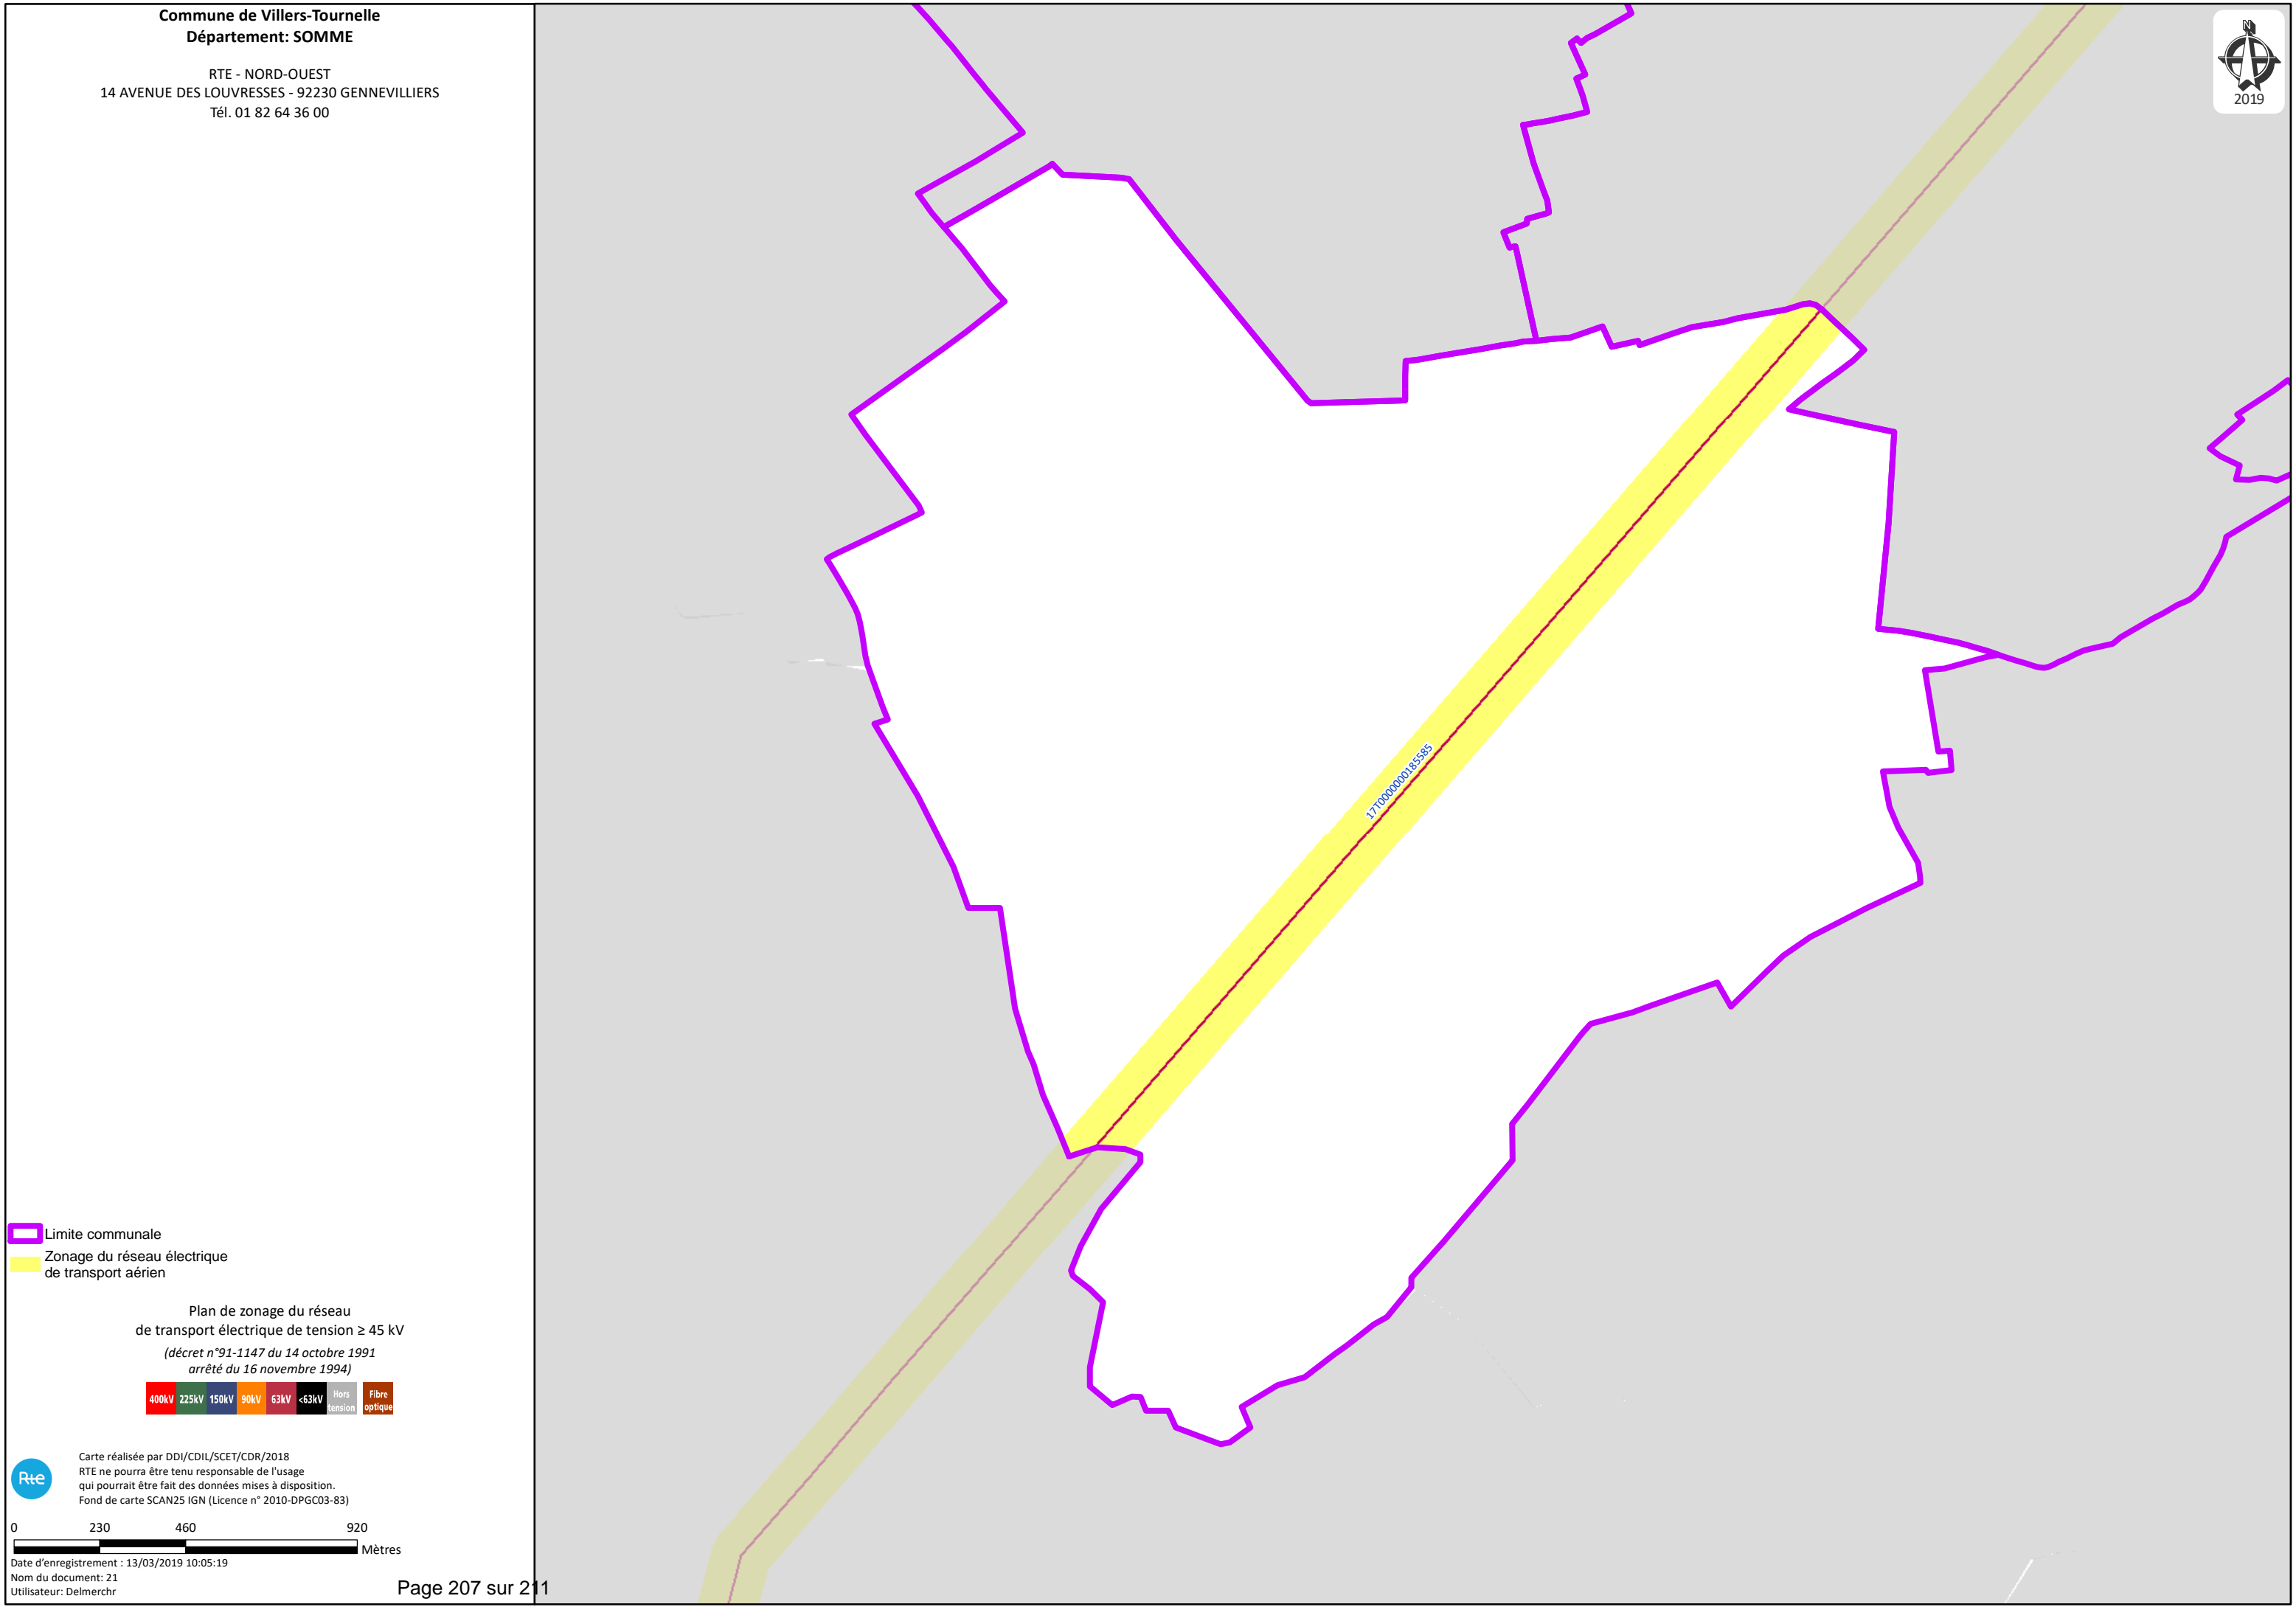 Commune de Villers-Tournelle
Département: SOMME
RTE - NORD-OUEST
14 AVENUE DES LOUVRESSES - 92230 GENNEVILLIERS
Tél. 01 82 64 36 00
N
2019
17T0000000185585
Limite communale
Zonage du réseau électrique
de transport aérien
Plan de zonage du réseau
de transport électrique de tension ≥ 45 kV
(décret n°91-1147 du 14 octobre 1991
arrêté du 16 novembre 1994)
400kV 225kV 150kV 90kV 63kV <63kV Hors tension Fibre optique
Rte
Carte réalisée par DDI/CDIL/SCET/CDR/2018
RTE ne pourra être tenu responsable de l'usage
qui pourrait être fait des données mises à disposition.
Fond de carte SCAN25 IGN (Licence n° 2010-DPGC03-83)
0 230 460 920
Mètres
Date d'enregistrement : 13/03/2019 10:05:19
Nom du document: 21
Utilisateur: Delmerchr
Page 207 sur 211